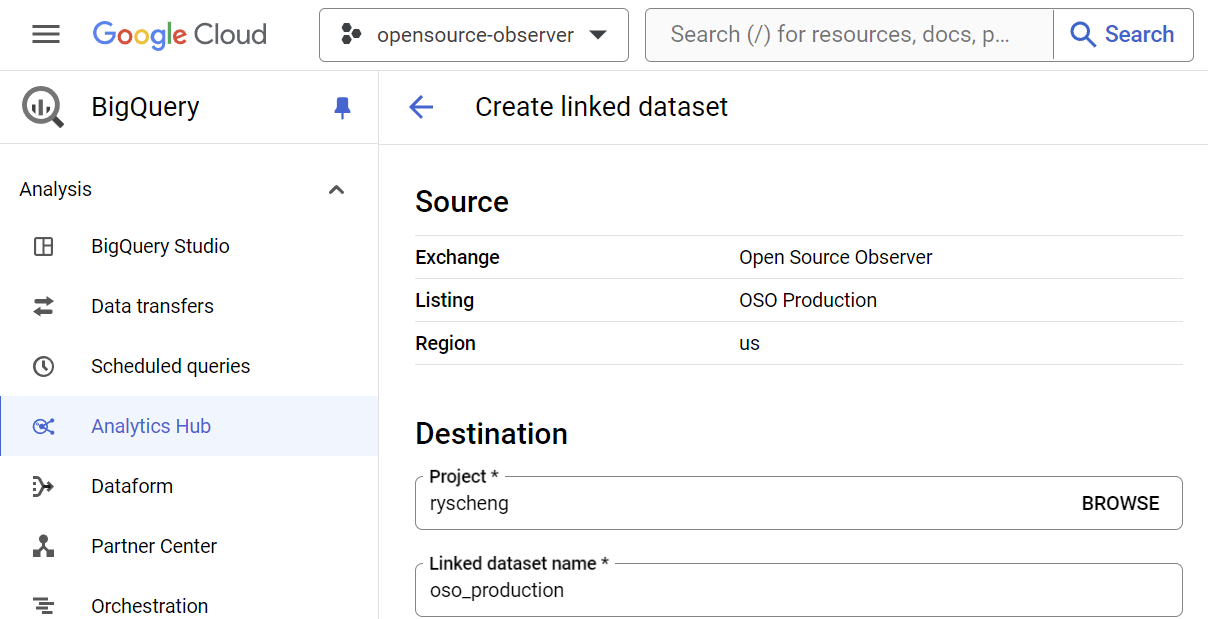 Google Cloud
opensource-observer
Search (/) for resources, docs, p...
Search
BigQuery
Create linked dataset
Analysis
BigQuery Studio
Data transfers
Scheduled queries
Analytics Hub
Dataform
Partner Center
Orchestration
Source
Exchange Open Source Observer
Listing OSO Production
Region us
Destination
Project *
ryscheng BROWSE
Linked dataset name *
oso_production